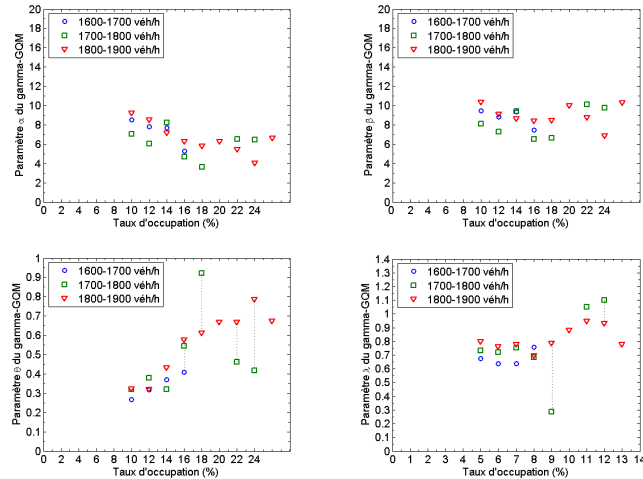 20
18
16
14
12
10
8
6
4
2
0
Paramètre α du gamma-GQM
1600-1700 véh/h
1700-1800 véh/h
1800-1900 véh/h
0 2 4 6 8 10 12 14 16 18 20 22 24
Taux d'occupation (%)
20
18
16
14
12
10
8
6
4
2
0
Paramètre β du gamma-GQM
1600-1700 véh/h
1700-1800 véh/h
1800-1900 véh/h
0 2 4 6 8 10 12 14 16 18 20 22 24
Taux d'occupation (%)
1
0.9
0.8
0.7
0.6
0.5
0.4
0.3
0.2
0.1
0
Paramètre θ du gamma-GQM
1600-1700 véh/h
1700-1800 véh/h
1800-1900 véh/h
0 2 4 6 8 10 12 14 16 18 20 22 24
Taux d'occupation (%)
1.4
1.3
1.2
1.1
1
0.9
0.8
0.7
0.6
0.5
0.4
0.3
0.2
0.1
0
Paramètre λ du gamma-GQM
1600-1700 véh/h
1700-1800 véh/h
1800-1900 véh/h
0 1 2 3 4 5 6 7 8 9 10 11 12 13 14
Taux d'occupation (%)